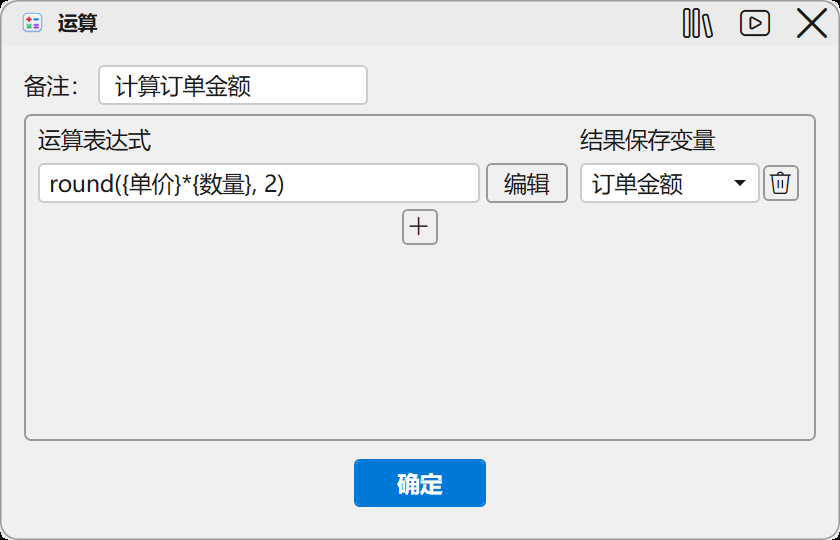 运算
备注： 计算订单金额
运算表达式 结果保存变量
round({单价}*{数量}, 2) 编辑 订单金额
确定